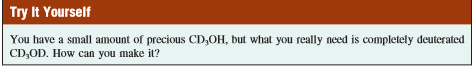 Try It Yourself
You have a small amount of precious CD₃OH, but what you really need is completely deuterated
CD₃OD. How can you make it?